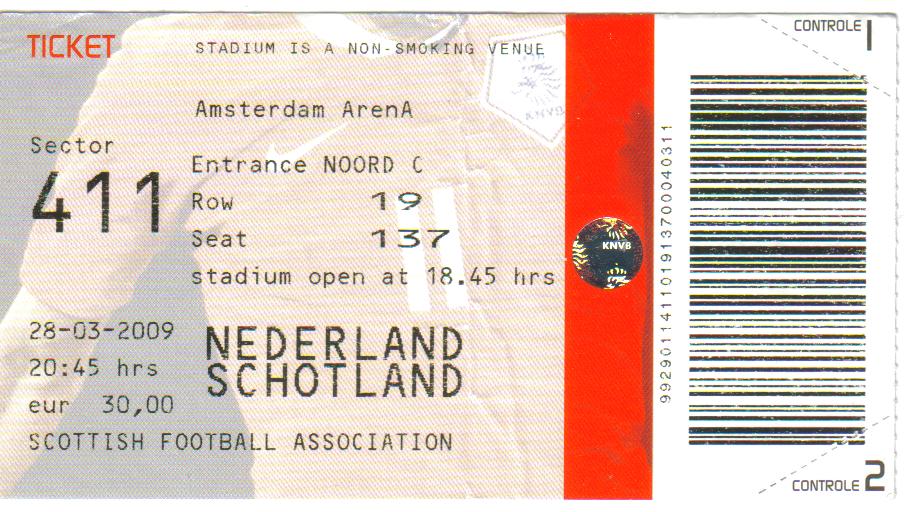 TICKET
STADIUM IS A NON-SMOKING VENUE
KNVB
Amsterdam ArenA
Sector
411
Entrance NOORD C
Row 19
Seat 137
stadium open at 18.45 hrs
28-03-2009
20:45 hrs
eur 30,00
NEDERLAND
SCHOTLAND
SCOTTISH FOOTBALL ASSOCIATION
KNVB
9929011411019137000040311
CONTROLE 1
CONTROLE 2